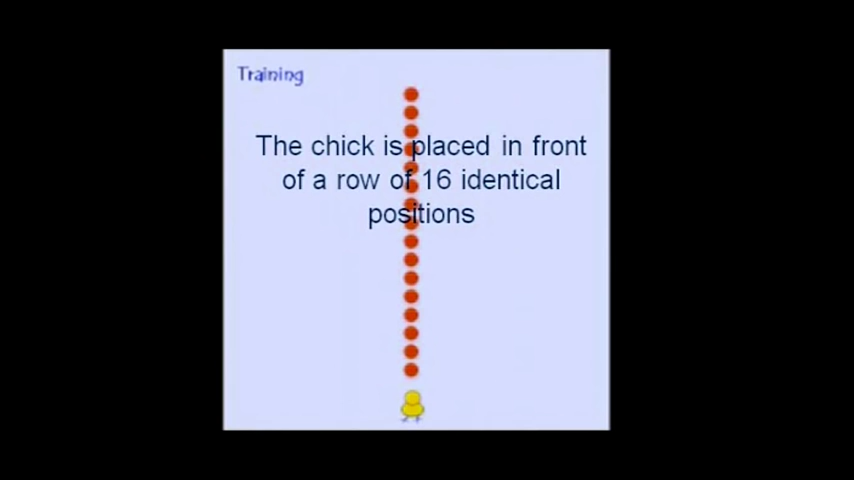 Training
The chick is placed in front
of a row of 16 identical
positions